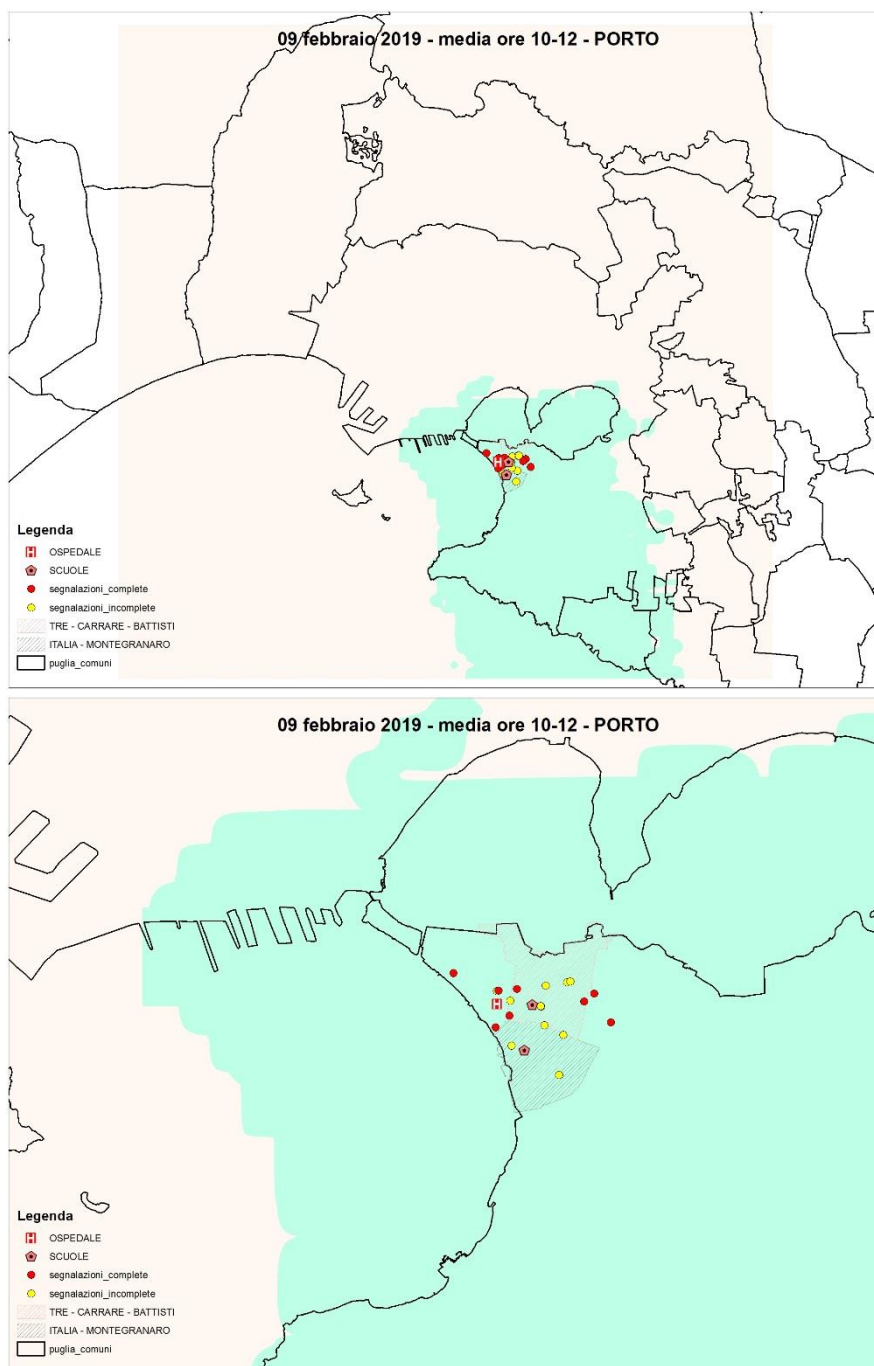 09 febbraio 2019 - media ore 10-12 - PORTO
H
Legenda
H OSPEDALE
SCUOLE
segnalazioni_complete
segnalazioni_incomplete
TRE - CARRARE - BATTISTI
ITALIA - MONTEGRANARO
puglia_comuni
09 febbraio 2019 - media ore 10-12 - PORTO
H
Legenda
H OSPEDALE
SCUOLE
segnalazioni_complete
segnalazioni_incomplete
TRE - CARRARE - BATTISTI
ITALIA - MONTEGRANARO
puglia_comuni